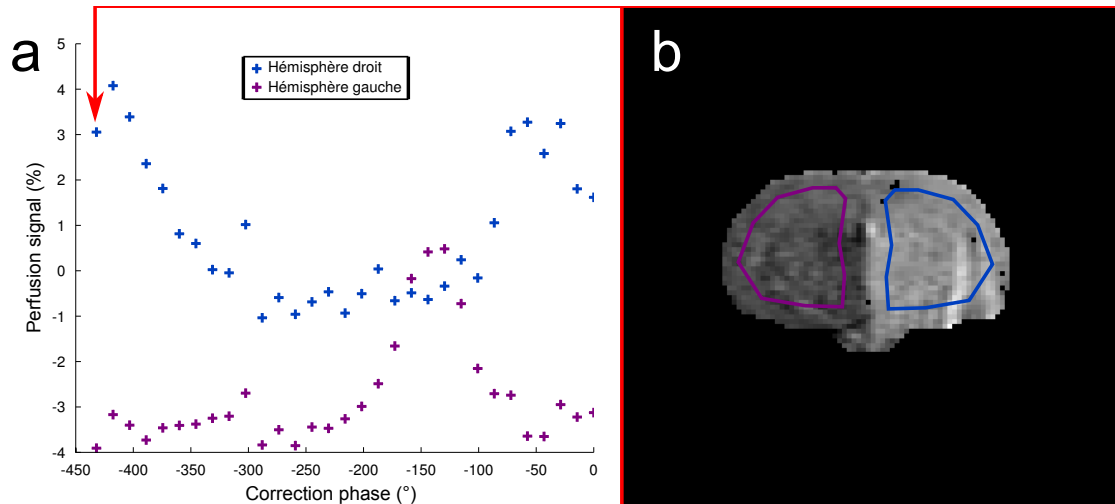 a
b
5
4
3
2
1
0
-1
-2
-3
-4
Perfusion signal (%)
Hémisphère droit
Hémisphère gauche
-450 -400 -350 -300 -250 -200 -150 -100 -50 0
Correction phase (°)